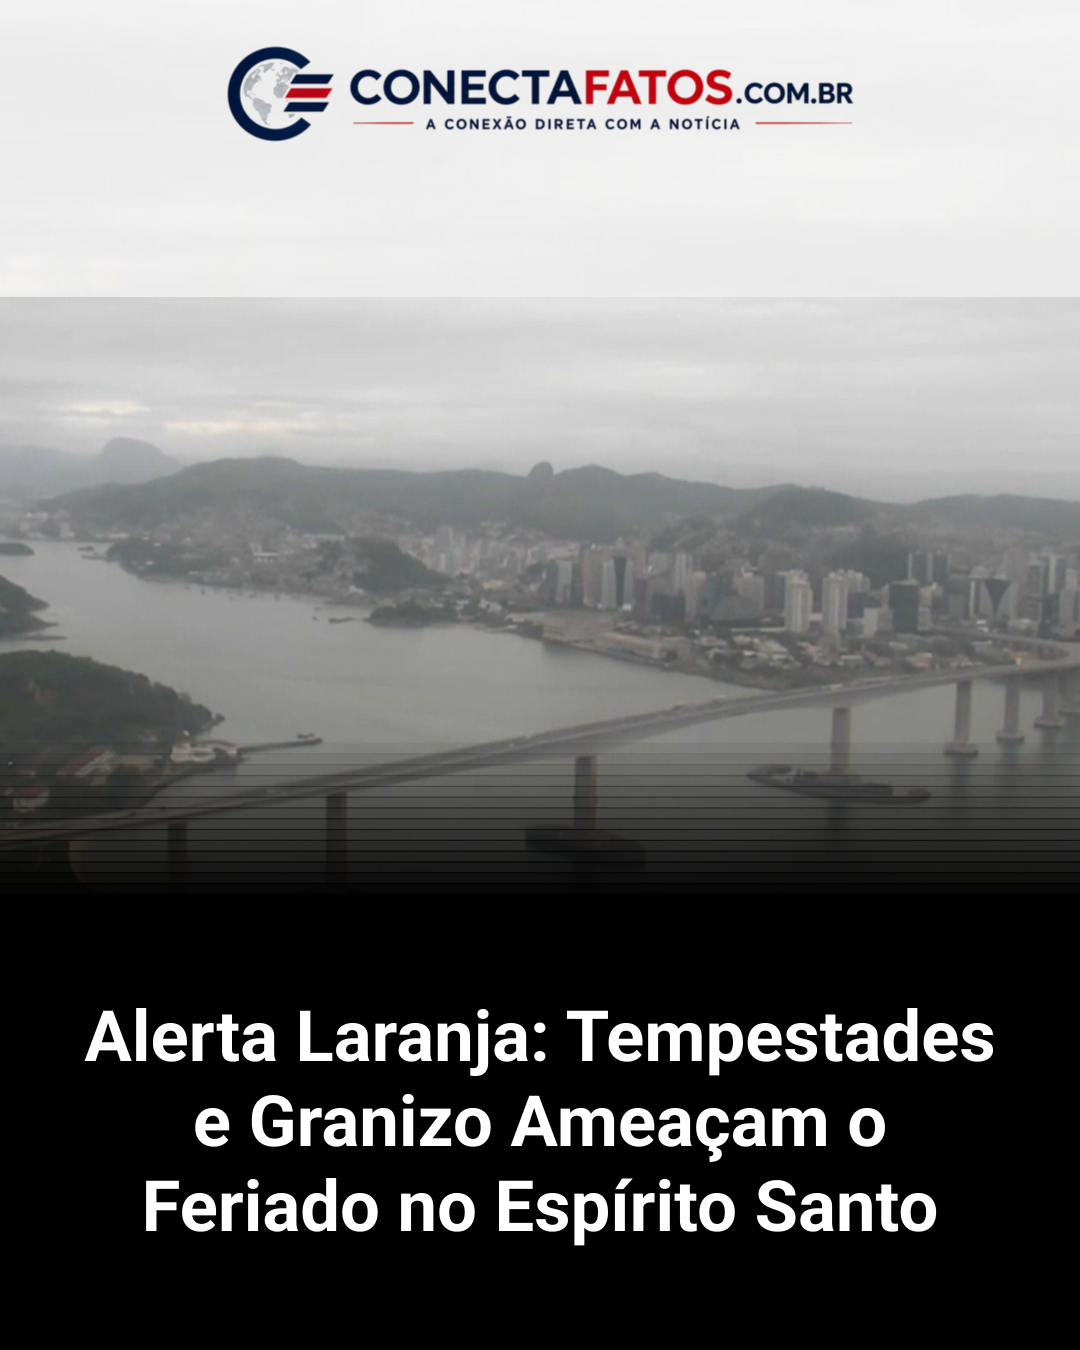 CONECTAFATOS.COM.BR
A CONEXÃO DIRETA COM A NOTÍCIA
Alerta Laranja: Tempestades
e Granizo Ameaçam o
Feriado no Espírito Santo